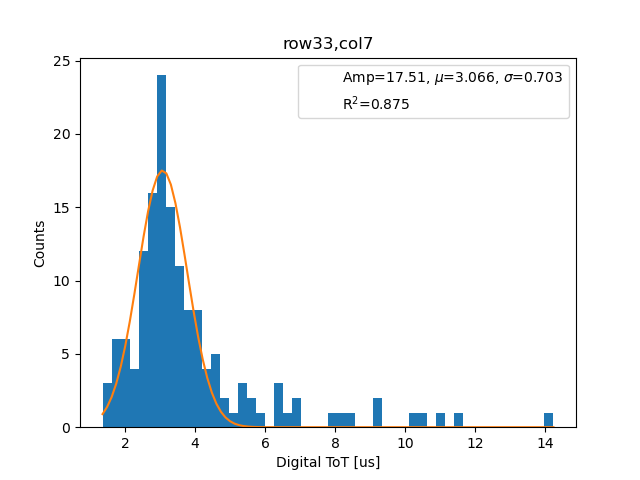 row33,col7
Amp=17.51, μ=3.066, σ=0.703
R²=0.875
25
20
15
10
5
0
Counts
2 4 6 8 10 12 14
Digital ToT [us]